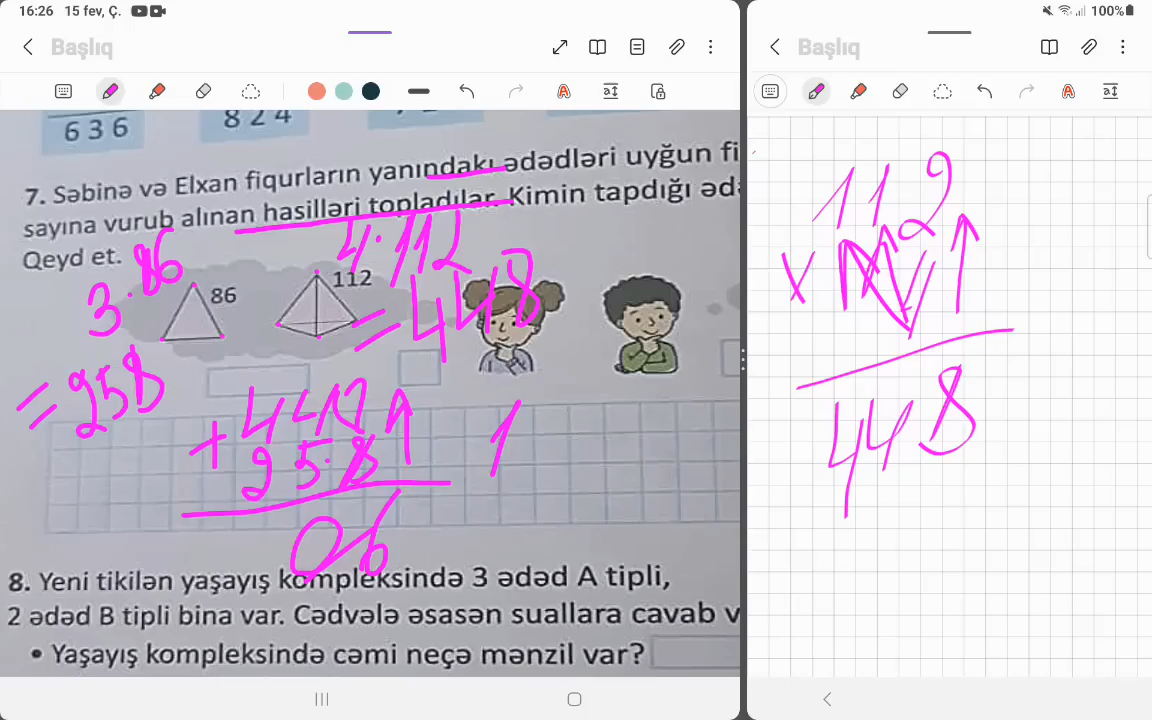 16:26 15 fev, Ç.
100%
Başlıq
Başlıq
636
824
7. Səbinə və Elxan fiqurların yanındakı ədədləri uyğun fi
sayına vurub alınan hasilləri topladılar. Kimin tapdığı əd
Qeyd et.
86
112
3·86
=258
4·112
=448
+
06
1
8. Yeni tikilən yaşayış kompleksində 3 ədəd A tipli,
2 ədəd B tipli bina var. Cədvələ əsasən suallara cavab v
• Yaşayış kompleksində cəmi neçə mənzil var?
112
x
448